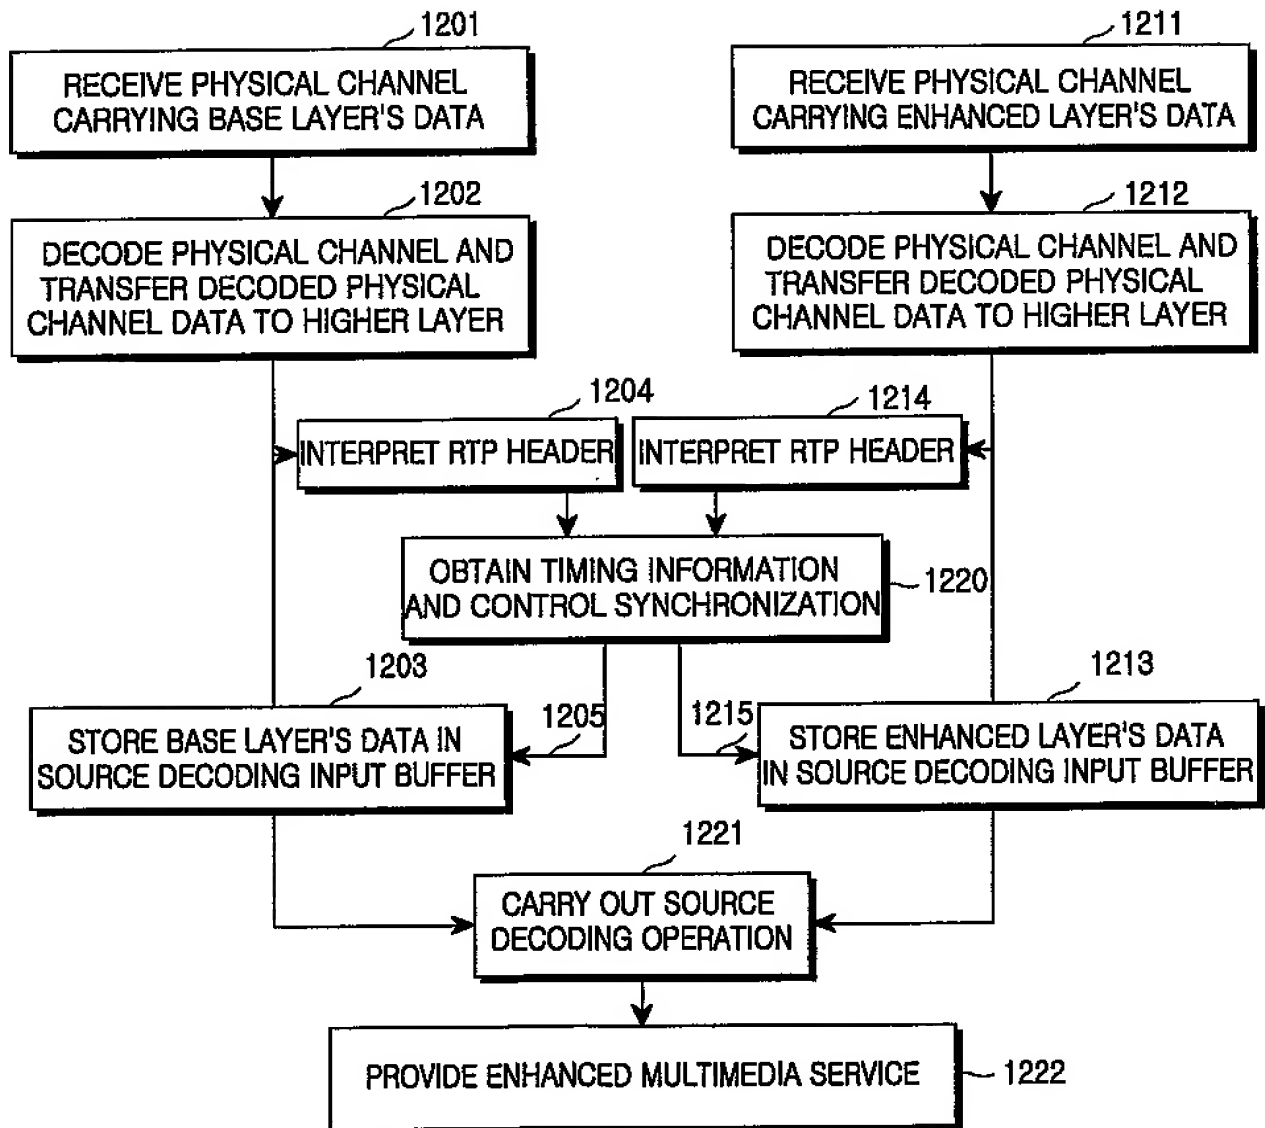 1201
RECEIVE PHYSICAL CHANNEL
CARRYING BASE LAYER'S DATA
1211
RECEIVE PHYSICAL CHANNEL
CARRYING ENHANCED LAYER'S DATA
1202
DECODE PHYSICAL CHANNEL AND
TRANSFER DECODED PHYSICAL
CHANNEL DATA TO HIGHER LAYER
1212
DECODE PHYSICAL CHANNEL AND
TRANSFER DECODED PHYSICAL
CHANNEL DATA TO HIGHER LAYER
1204
INTERPRET RTP HEADER
1214
INTERPRET RTP HEADER
OBTAIN TIMING INFORMATION
AND CONTROL SYNCHRONIZATION
1220
1203
STORE BASE LAYER'S DATA IN
SOURCE DECODING INPUT BUFFER
1205
1215
1213
STORE ENHANCED LAYER'S DATA
IN SOURCE DECODING INPUT BUFFER
1221
CARRY OUT SOURCE
DECODING OPERATION
PROVIDE ENHANCED MULTIMEDIA SERVICE
1222